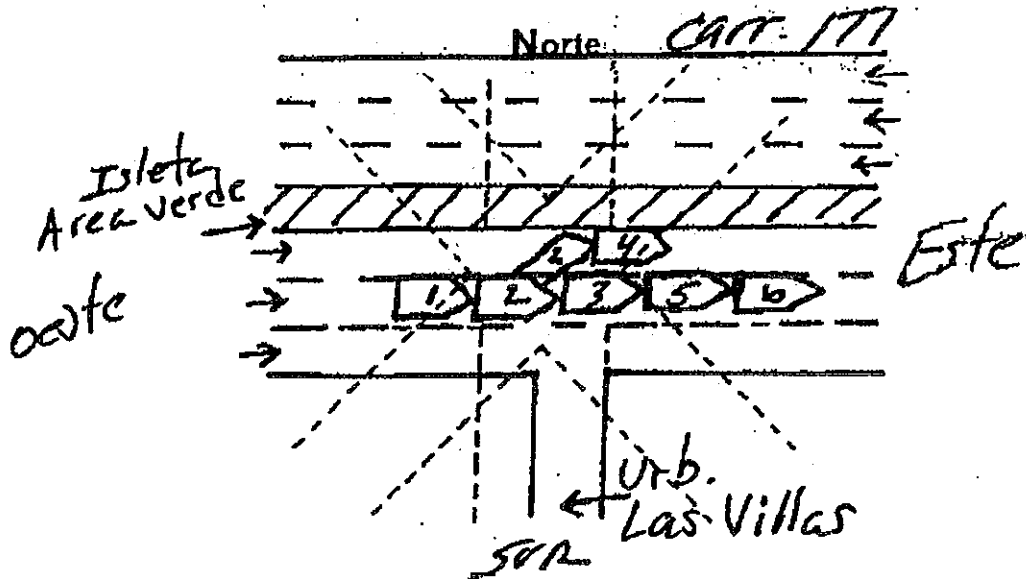 Norte
Carr. 177
Isleta
Area verde
2 4
Este
1 2 3 5 6
oeste
Urb.
Las Villas
sur